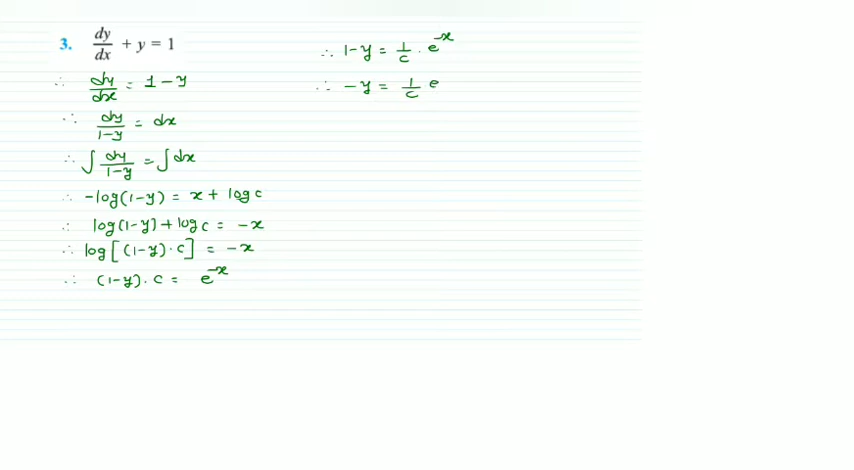 3. dy/dx + y = 1
∴ dy/dx = 1 - y
∴ dy/1-y = dx
∴ ∫ dy/1-y = ∫ dx
∴ -log(1-y) = x + log c
∴ log(1-y) + log c = -x
∴ log[(1-y)·c] = -x
∴ (1-y)·c = e^-x
∴ 1-y = 1/c · e^-x
∴ -y = 1/c e